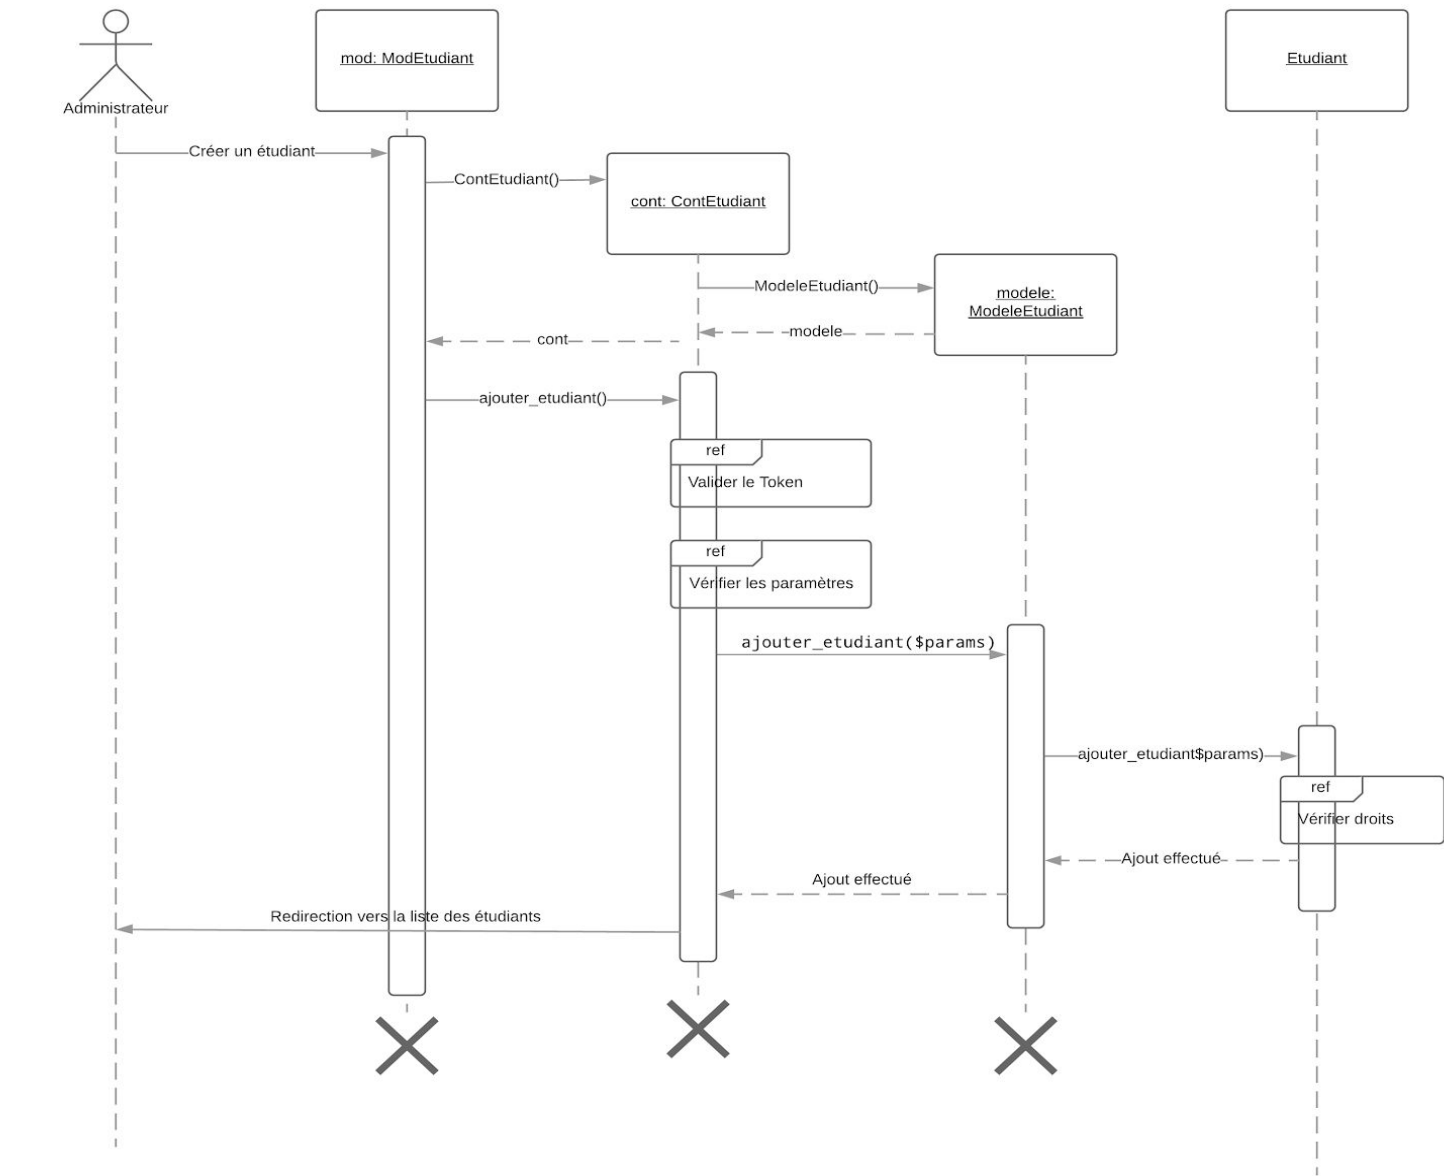 mod: ModEtudiant
Etudiant
Administrateur
Créer un étudiant
ContEtudiant()
cont: ContEtudiant
ModeleEtudiant()
modele:
ModeleEtudiant
modele
cont
ajouter_etudiant()
ref
Valider le Token
ref
Vérifier les paramètres
ajouter_etudiant($params)
ajouter_etudiant$params)
ref
Vérifier droits
Ajout effectué
Ajout effectué
Redirection vers la liste des étudiants